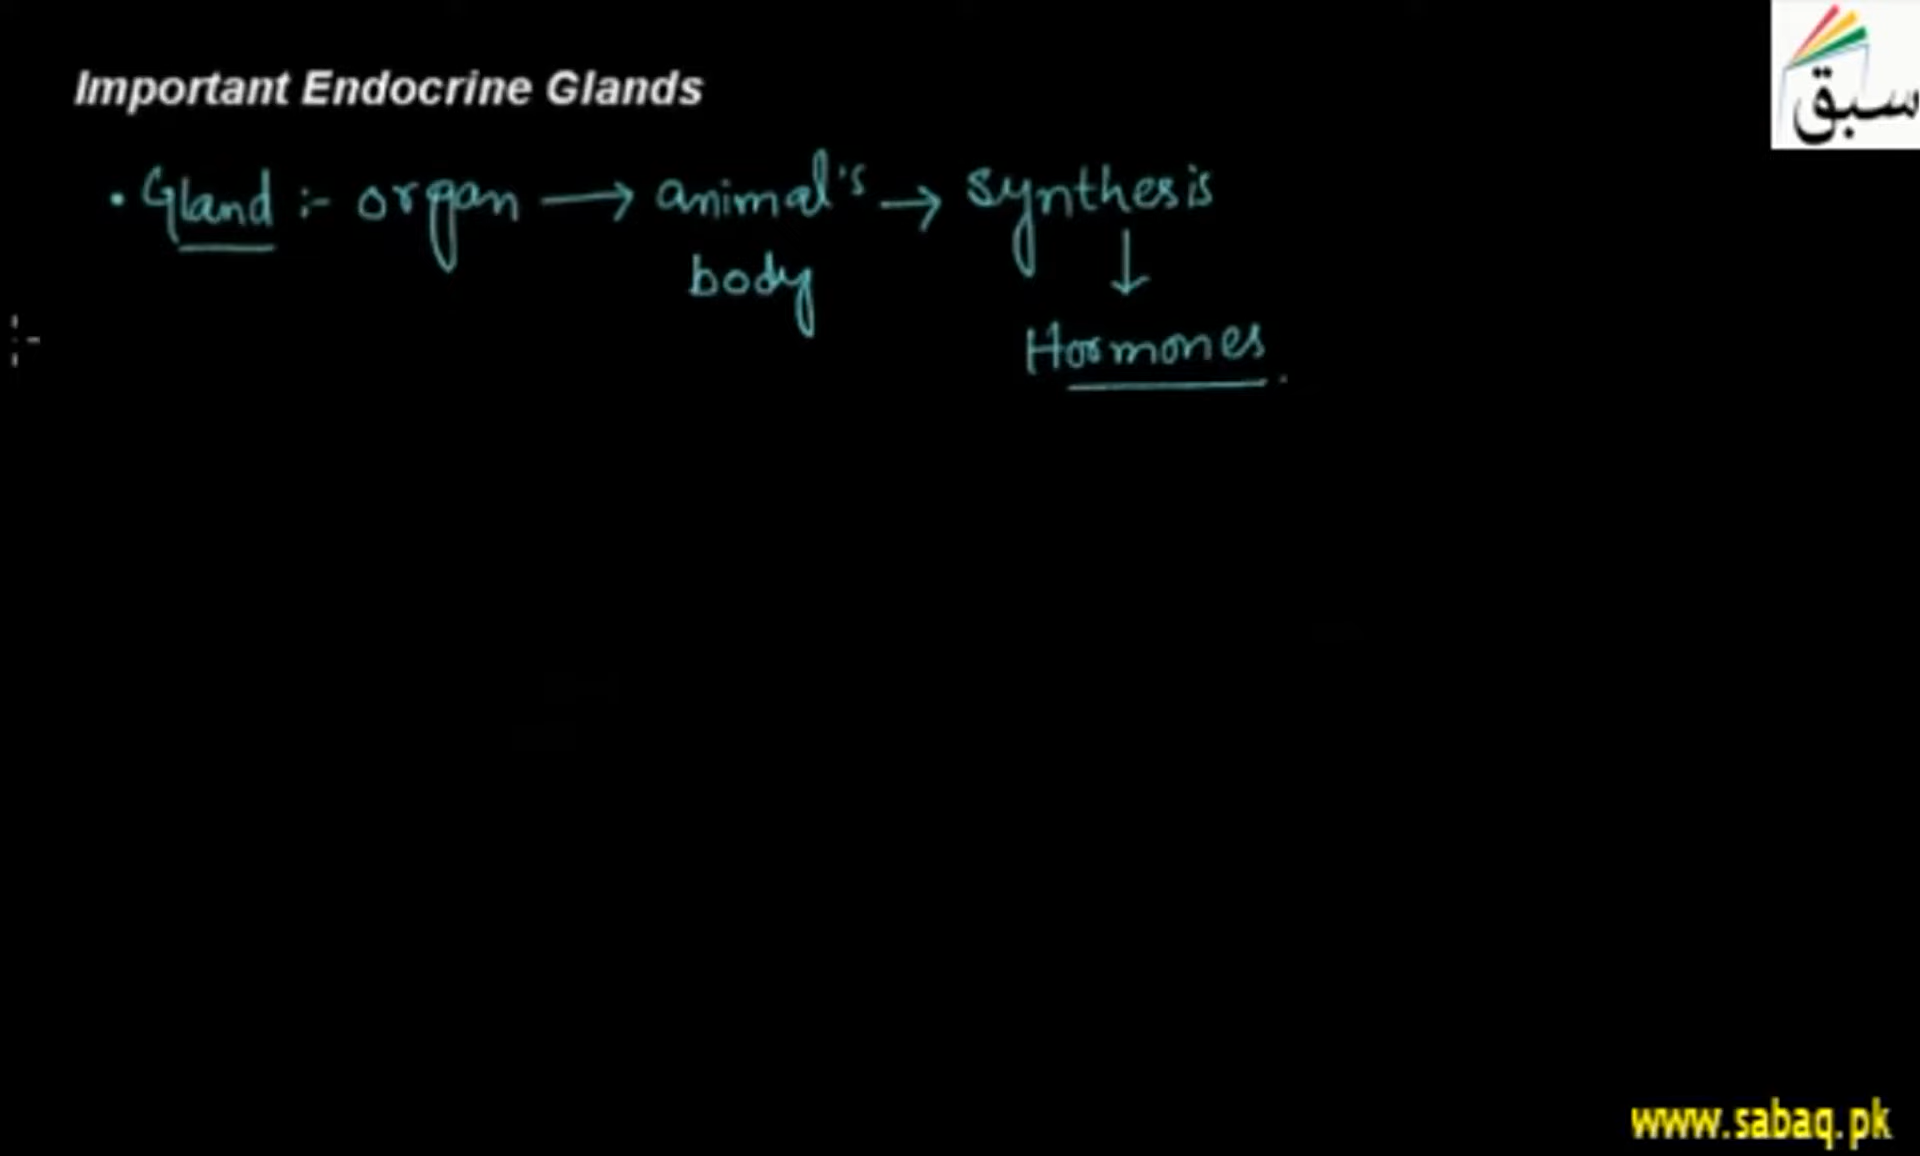 Important Endocrine Glands
سبق
• Gland :- organ → animal's → synthesis
body
↓
Hormones.
www.sabaq.pk